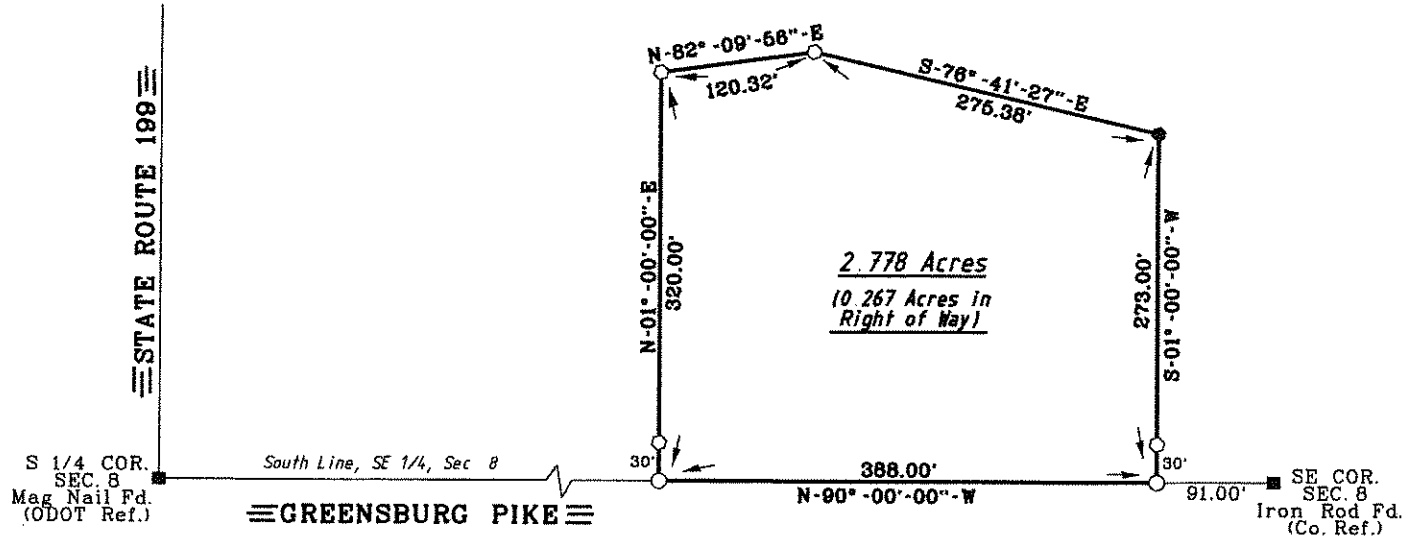 STATE ROUTE 199
N-82°-09'-56"-E
120.32'
S-76°-41'-27"-E
275.38'
N-01°-00'-00"-E
320.00'
2.778 Acres
(0.267 Acres in
Right of Way)
S-01°-00'-00"-W
273.00'
S 1/4 COR.
SEC. 8
Mag Nail Fd.
(ODOT Ref.)
South Line, SE 1/4, Sec 8
GREENSBURG PIKE
30'
388.00'
N-90°-00'-00"-W
30'
91.00'
SE COR.
SEC. 8
Iron Rod Fd.
(Co. Ref.)